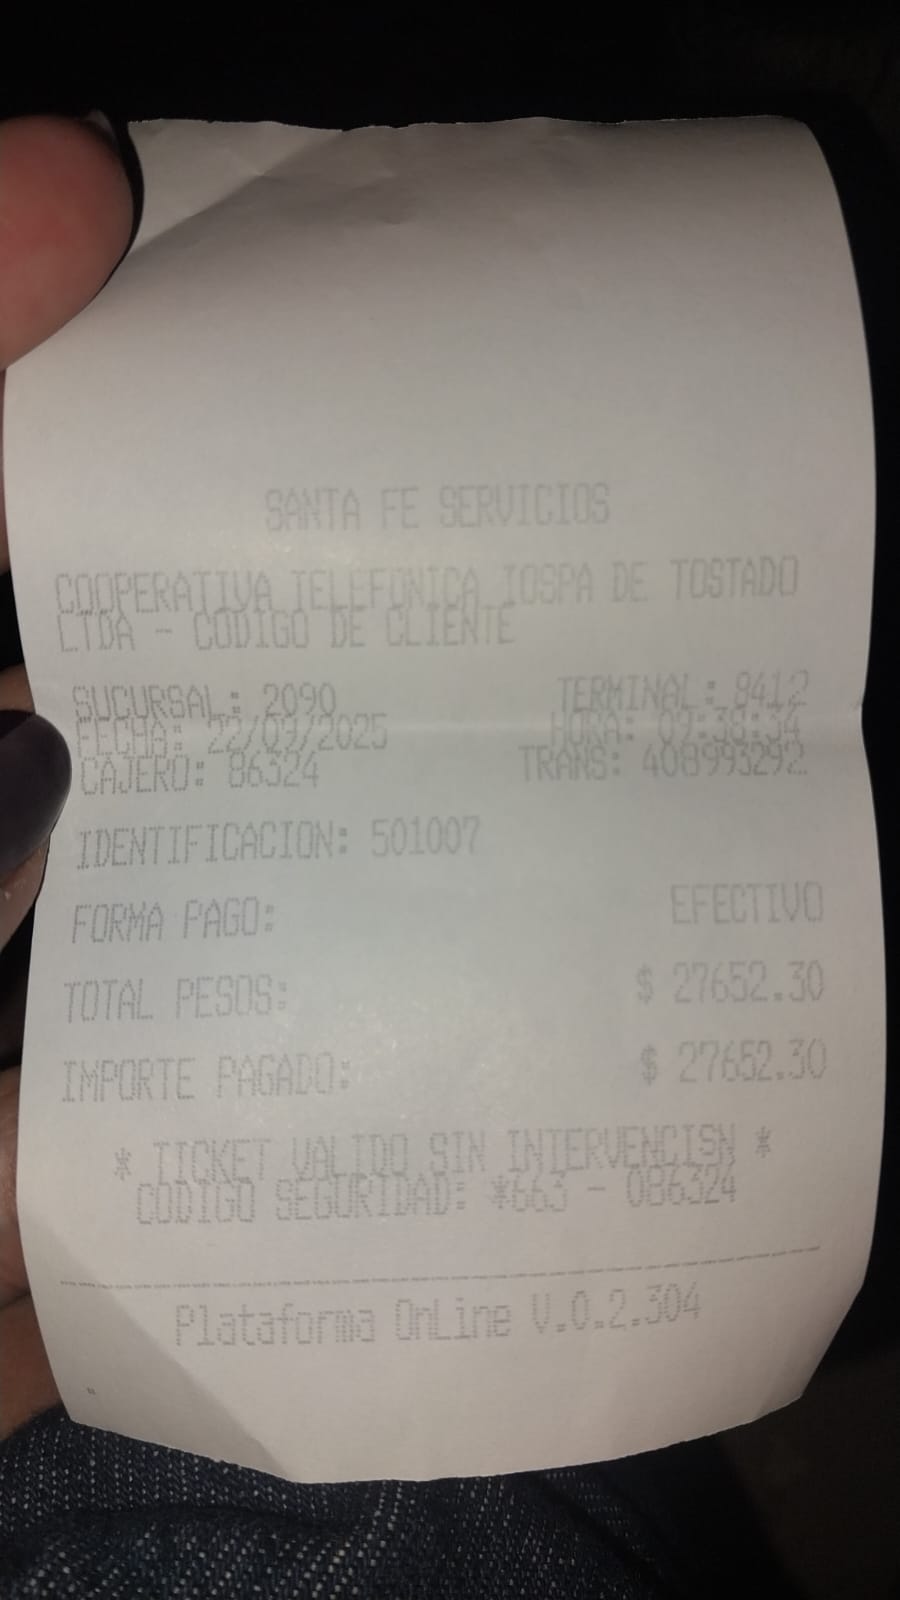 SANTA FE SERVICIOS
COOPERATIVA TELEFONICA TOSPA DE TOSTADO
LTDA - CODIGO DE CLIENTE
SUCURSAL: 2090 TERMINAL: 8412
FECHA: 22/09/2025 HORA: 09:38:34
CAJERO: 86324 TRANS: 408993292
IDENTIFICACION: 501007
FORMA PAGO: EFECTIVO
TOTAL PESOS: $ 27652.30
IMPORTE PAGADO: $ 27652.30
* TICKET VALIDO SIN INTERVENCISN *
CODIGO SEGURIDAD: *663 - 086324
Plataforma OnLine V.0.2.304